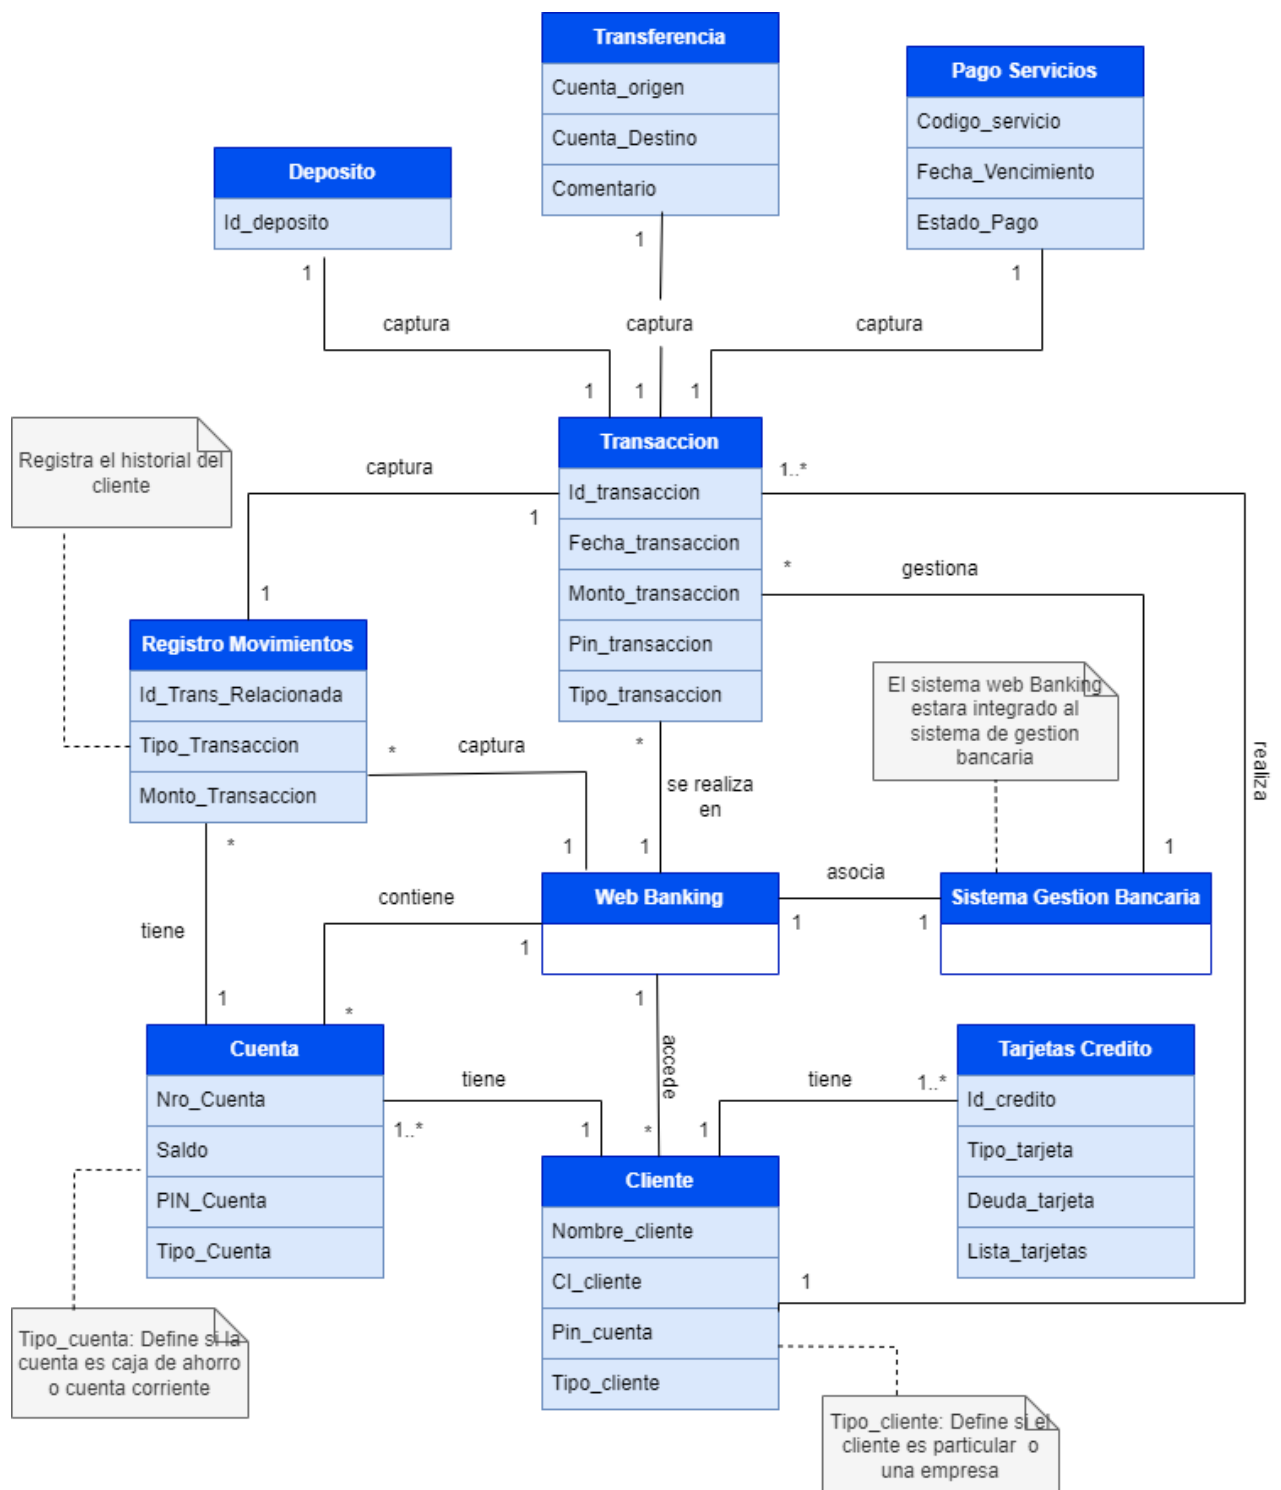 Transferencia
Cuenta_origen
Cuenta_Destino
Comentario
Pago Servicios
Codigo_servicio
Fecha_Vencimiento
Estado_Pago
Deposito
Id_deposito
1
1
1
captura
captura
captura
1
1
1
Transaccion
Id_transaccion
Fecha_transaccion
Monto_transaccion
Pin_transaccion
Tipo_transaccion
Registra el historial del
cliente
captura
1
1
1..*
*
gestiona
realiza
Registro Movimientos
Id_Trans_Relacionada
Tipo_Transaccion
Monto_Transaccion
El sistema web Banking
estara integrado al
sistema de gestion
bancaria
*
captura
*
se realiza
en
*
1
1
1
Web Banking
asocia
1
1
Sistema Gestion Bancaria
contiene
1
tiene
1
*
1
accede
Cuenta
Nro_Cuenta
Saldo
PIN_Cuenta
Tipo_Cuenta
tiene
1..*
1
*
1
tiene
1..*
Tarjetas Credito
Id_credito
Tipo_tarjeta
Deuda_tarjeta
Lista_tarjetas
Cliente
Nombre_cliente
CI_cliente
Pin_cuenta
Tipo_cliente
1
Tipo_cuenta: Define si la
cuenta es caja de ahorro
o cuenta corriente
Tipo_cliente: Define si el
cliente es particular o
una empresa